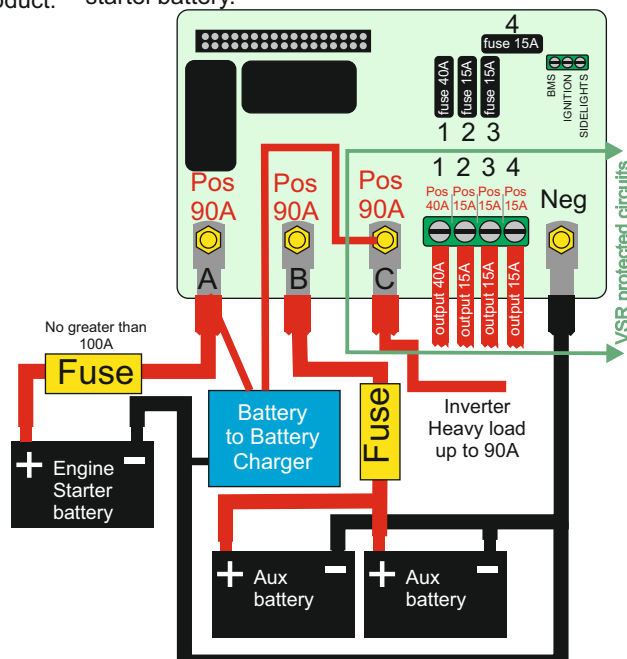 oduct.
starter battery.
4
fuse 15A
fuse 40A
fuse 15A
fuse 15A
BMS
IGNITION
SIDELIGHTS
1 2 3
1 2 3 4
Pos
90A
Pos
90A
Pos
90A
Pos
40A
Pos
15A
Pos
15A
Pos
15A
Neg
A
B
C
output 40A
output 15A
output 15A
output 15A
VSR protected circuits
No greater than
100A
Fuse
Battery
to Battery
Charger
Fuse
Inverter
Heavy load
up to 90A
+ −
Engine
Starter
battery
+ −
Aux
battery
+ −
Aux
battery